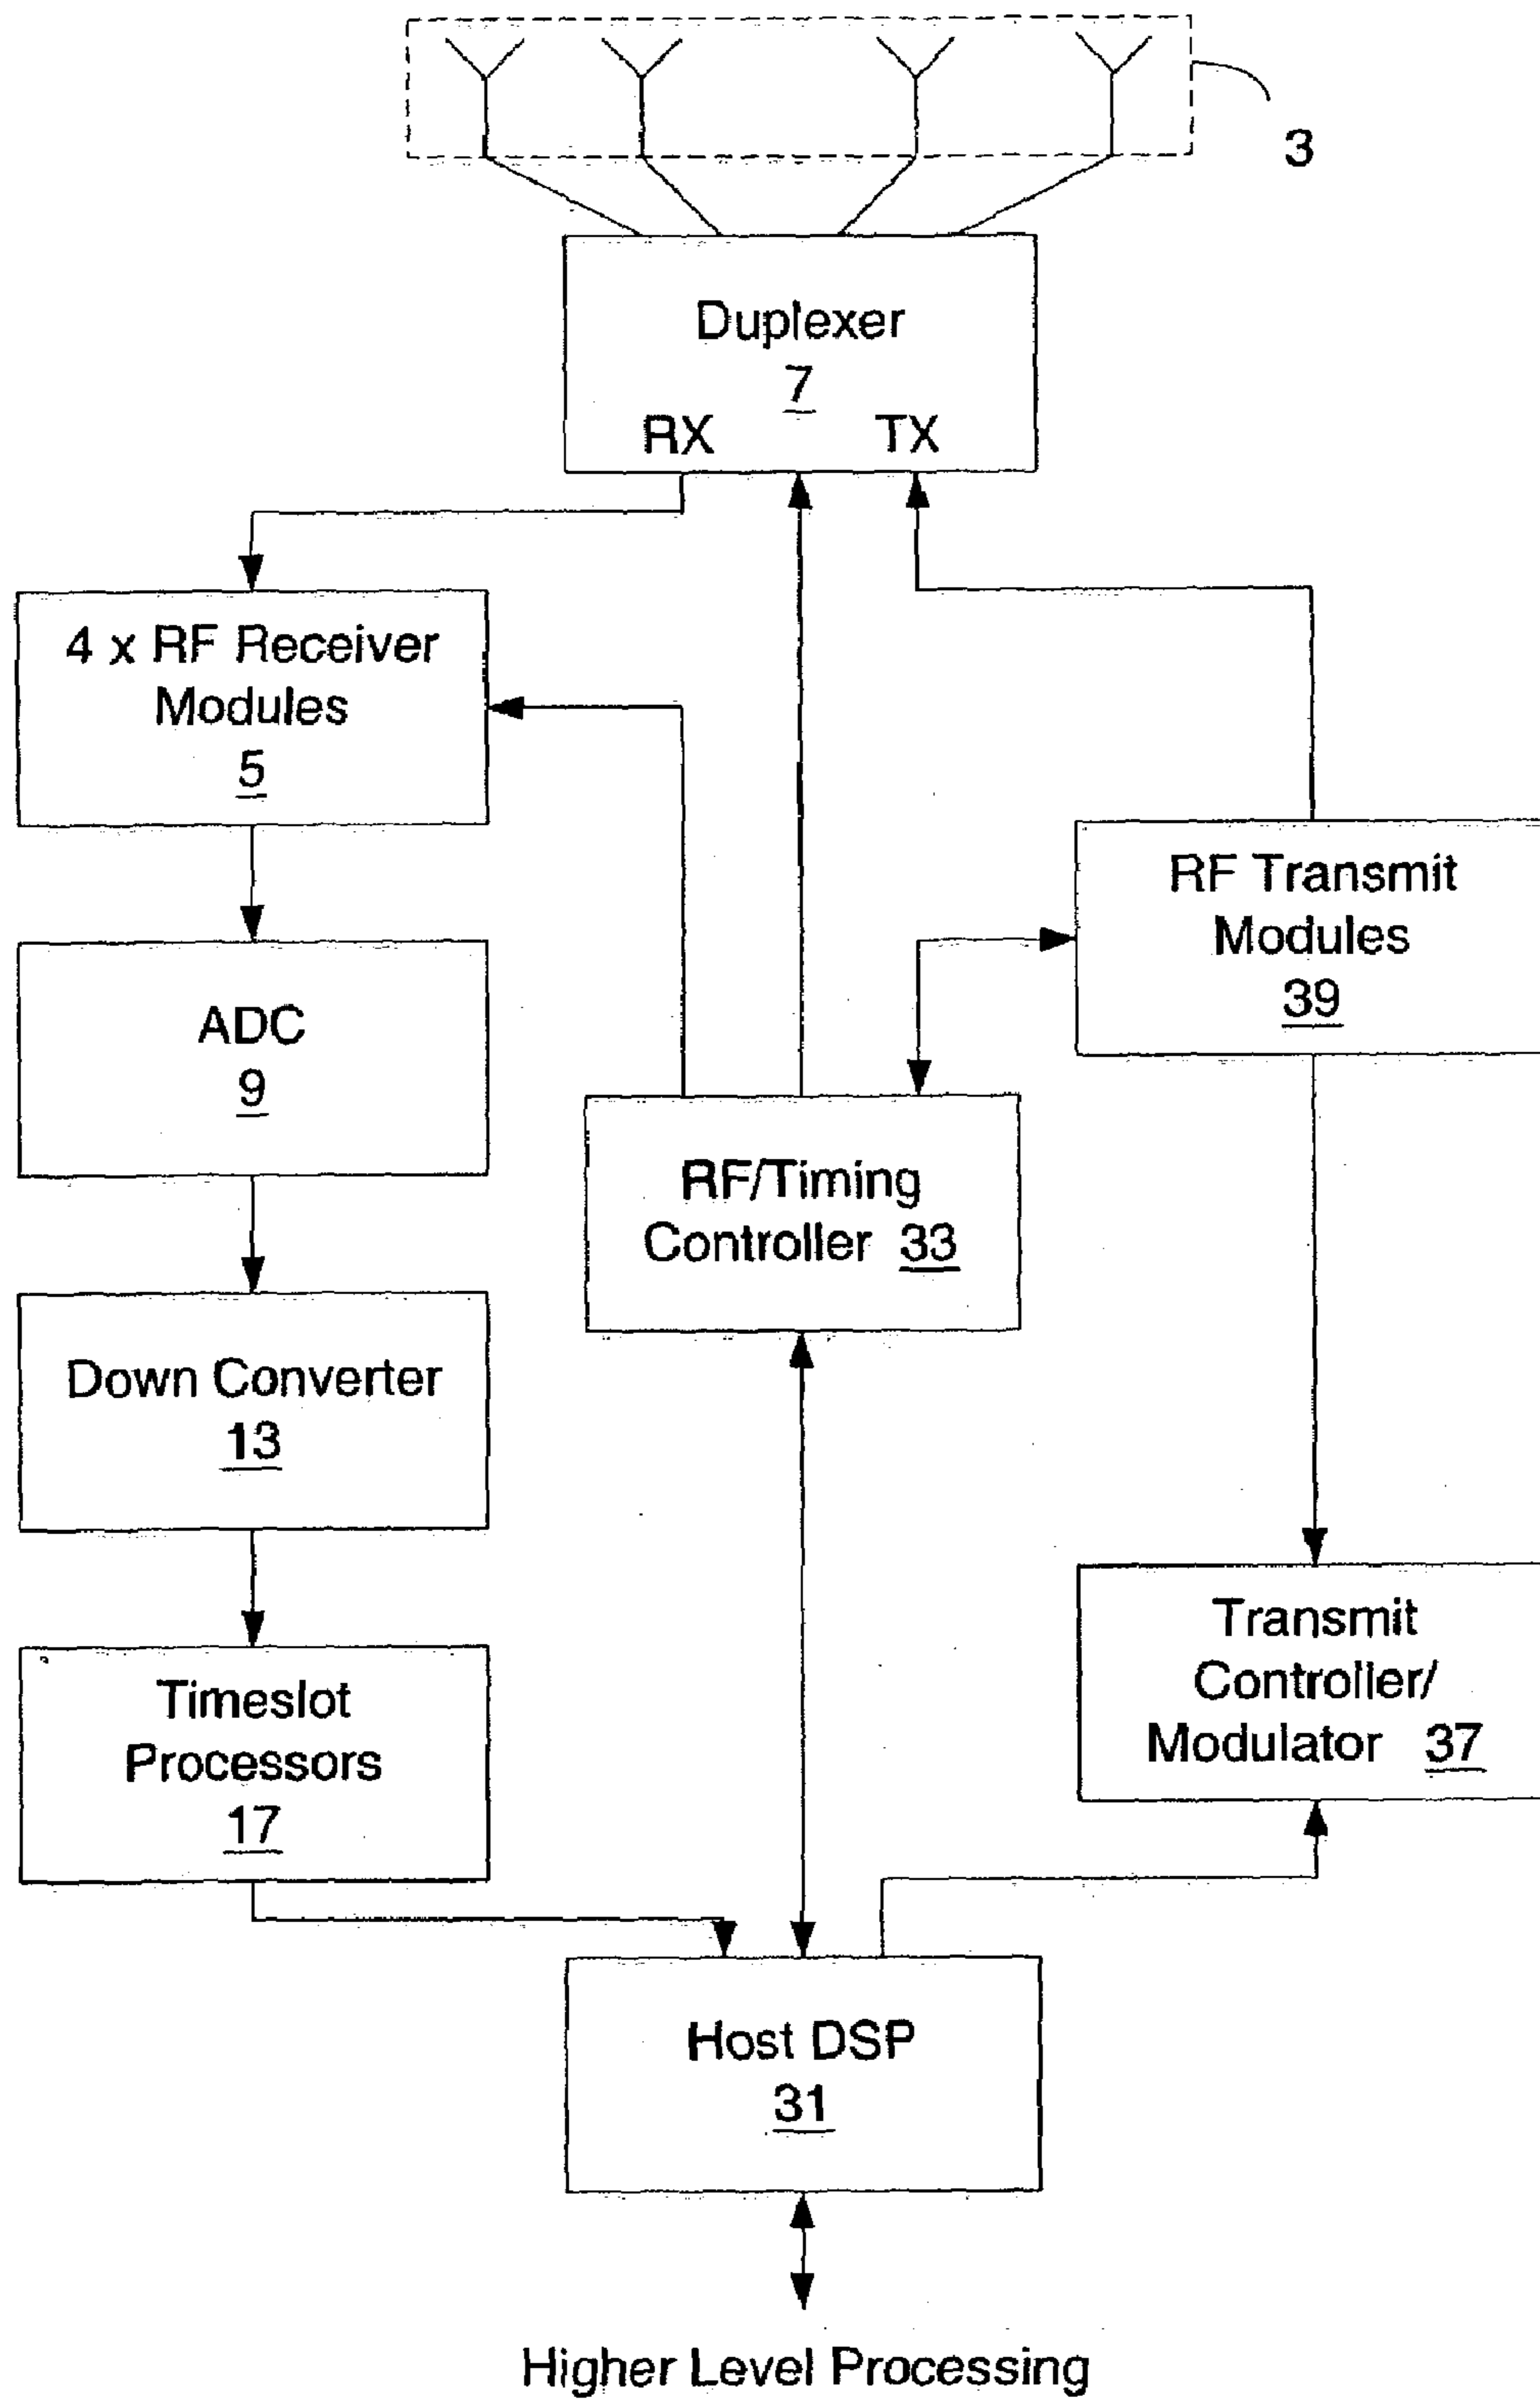 3
Duplexer
7
RX TX
4 x RF Receiver
Modules
5
RF Transmit
Modules
39
ADC
9
RF/Timing
Controller 33
Down Converter
13
Transmit
Controller/
Modulator 37
Timeslot
Processors
17
Host DSP
31
Higher Level Processing